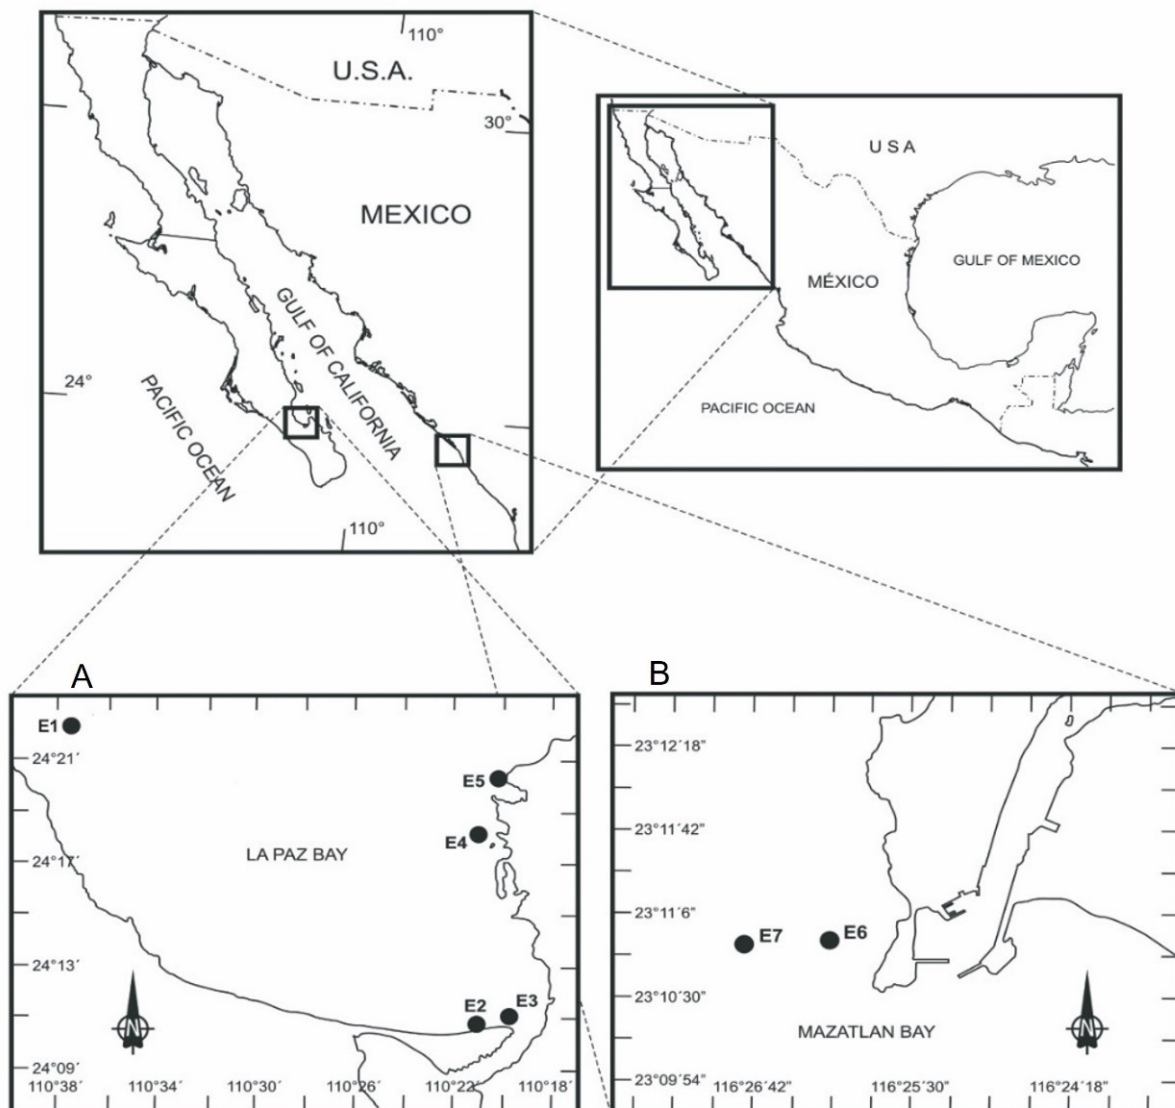 110°
U.S.A.
30°
MEXICO
GULF OF CALIFORNIA
24°
PACIFIC OCEAN
110°
U S A
GULF OF MEXICO
MÉXICO
PACIFIC OCEAN
A
E1
24°21´
E5
E4
LA PAZ BAY
24°17´
24°13´
E2
E3
N
24°09´
110°38´ 110°34´ 110°30´ 110°26´ 110°22´ 110°18´
B
23°12´18"
23°11´42"
23°11´6"
E7
E6
23°10´30"
MAZATLAN BAY
N
23°09´54"
116°26´42" 116°25´30" 116°24´18"